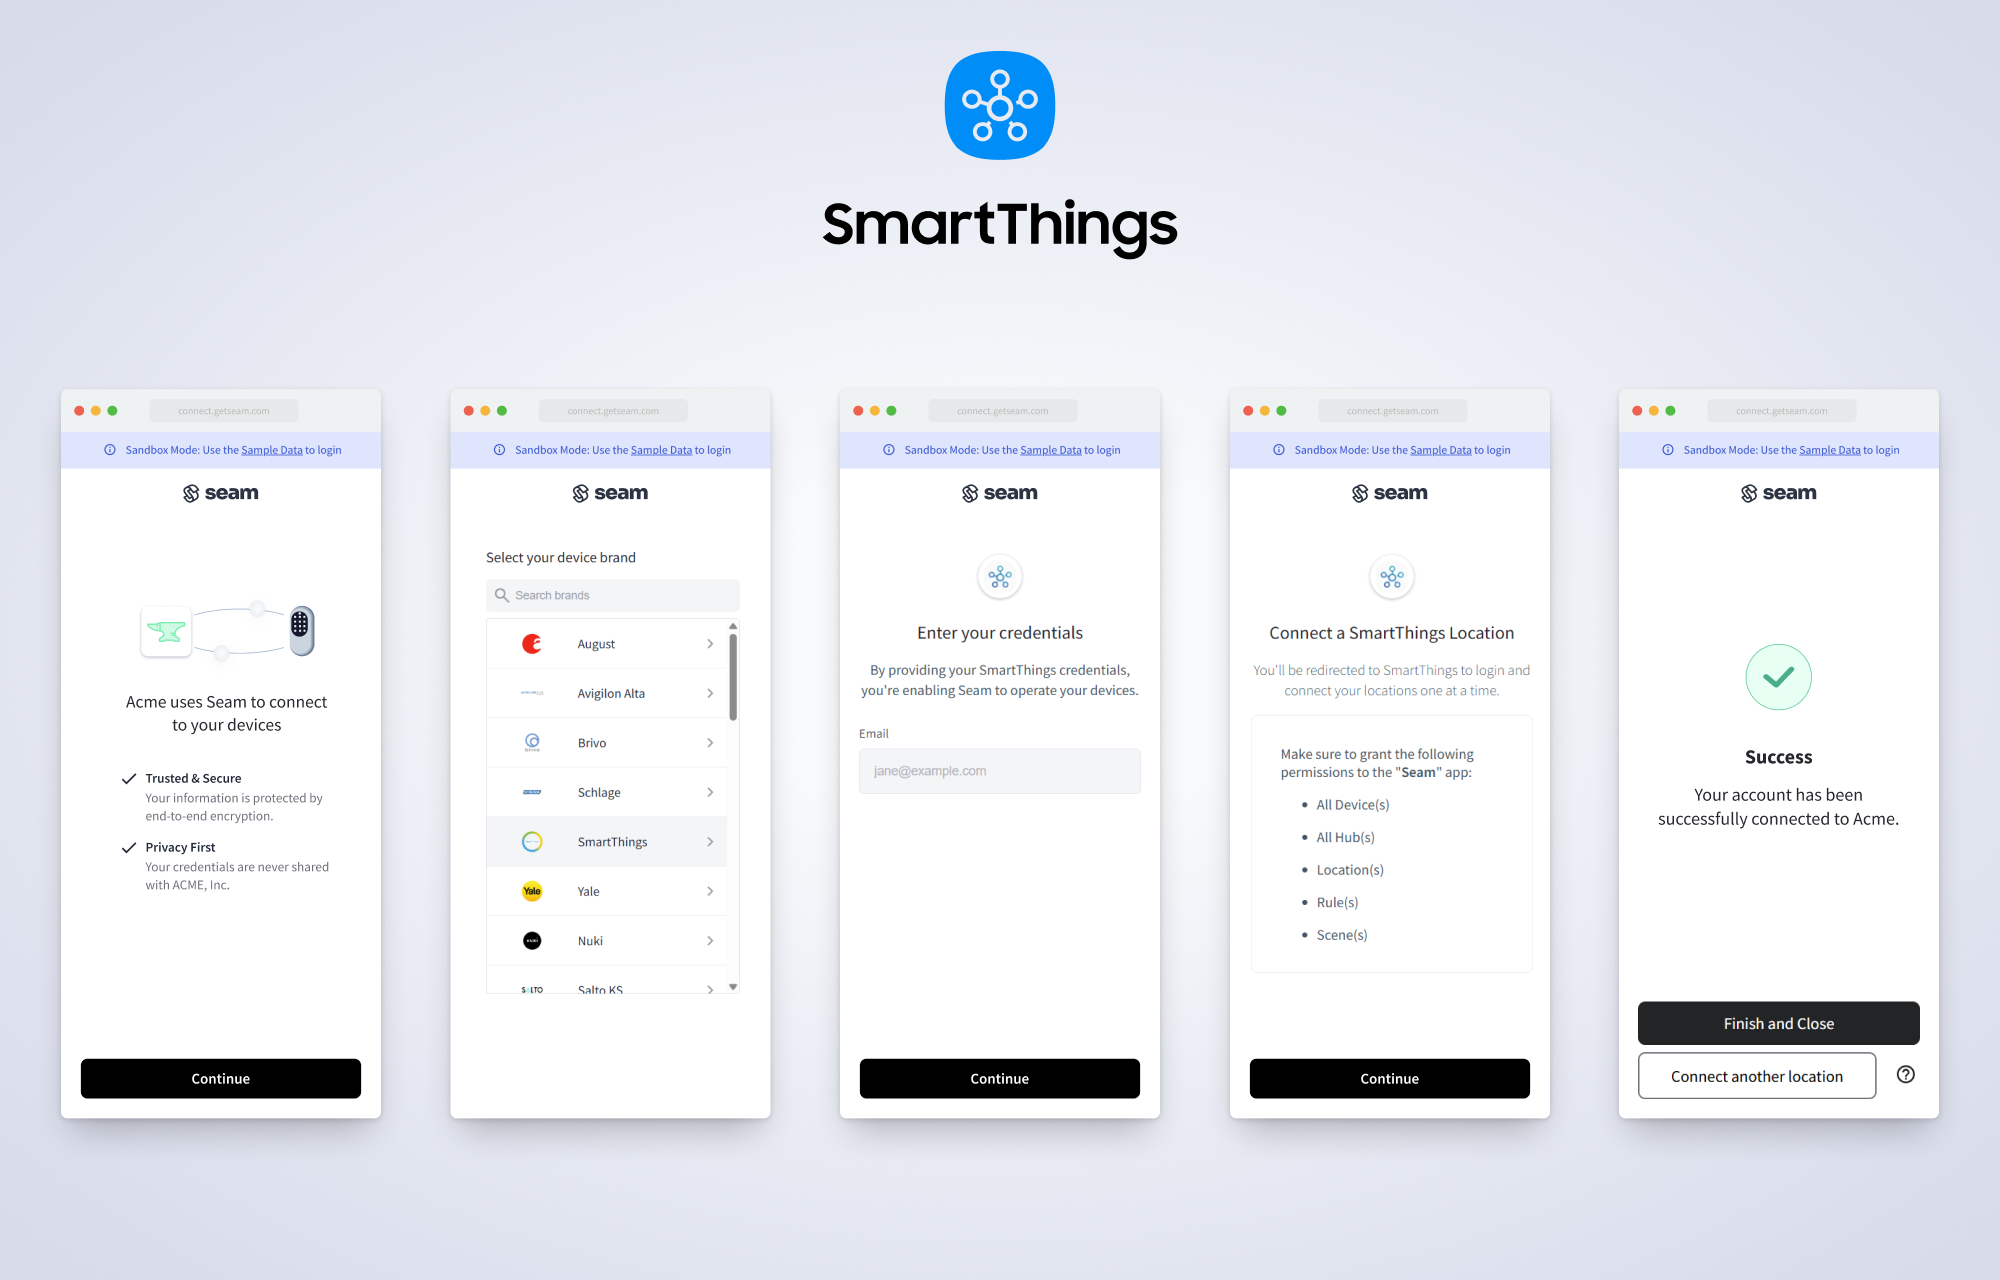 SmartThings
connect.getseam.com
Sandbox Mode: Use the Sample Data to login
seam
Acme uses Seam to connect
to your devices
Trusted & Secure
Your information is protected by
end-to-end encryption.
Privacy First
Your credentials are never shared
with ACME, Inc.
Continue
connect.getseam.com
Sandbox Mode: Use the Sample Data to login
seam
Select your device brand
Search brands
August
Avigilon Alta
Brivo
Schlage
SmartThings
Yale Yale
NUKI Nuki
SALTO Salto KS
connect.getseam.com
Sandbox Mode: Use the Sample Data to login
seam
Enter your credentials
By providing your SmartThings credentials,
you're enabling Seam to operate your devices.
Email
jane@example.com
Continue
connect.getseam.com
Sandbox Mode: Use the Sample Data to login
seam
Connect a SmartThings Location
You'll be redirected to SmartThings to login and
connect your locations one at a time.
Make sure to grant the following
permissions to the "Seam" app:
• All Device(s)
• All Hub(s)
• Location(s)
• Rule(s)
• Scene(s)
Continue
connect.getseam.com
Sandbox Mode: Use the Sample Data to login
seam
Success
Your account has been
successfully connected to Acme.
Finish and Close
Connect another location